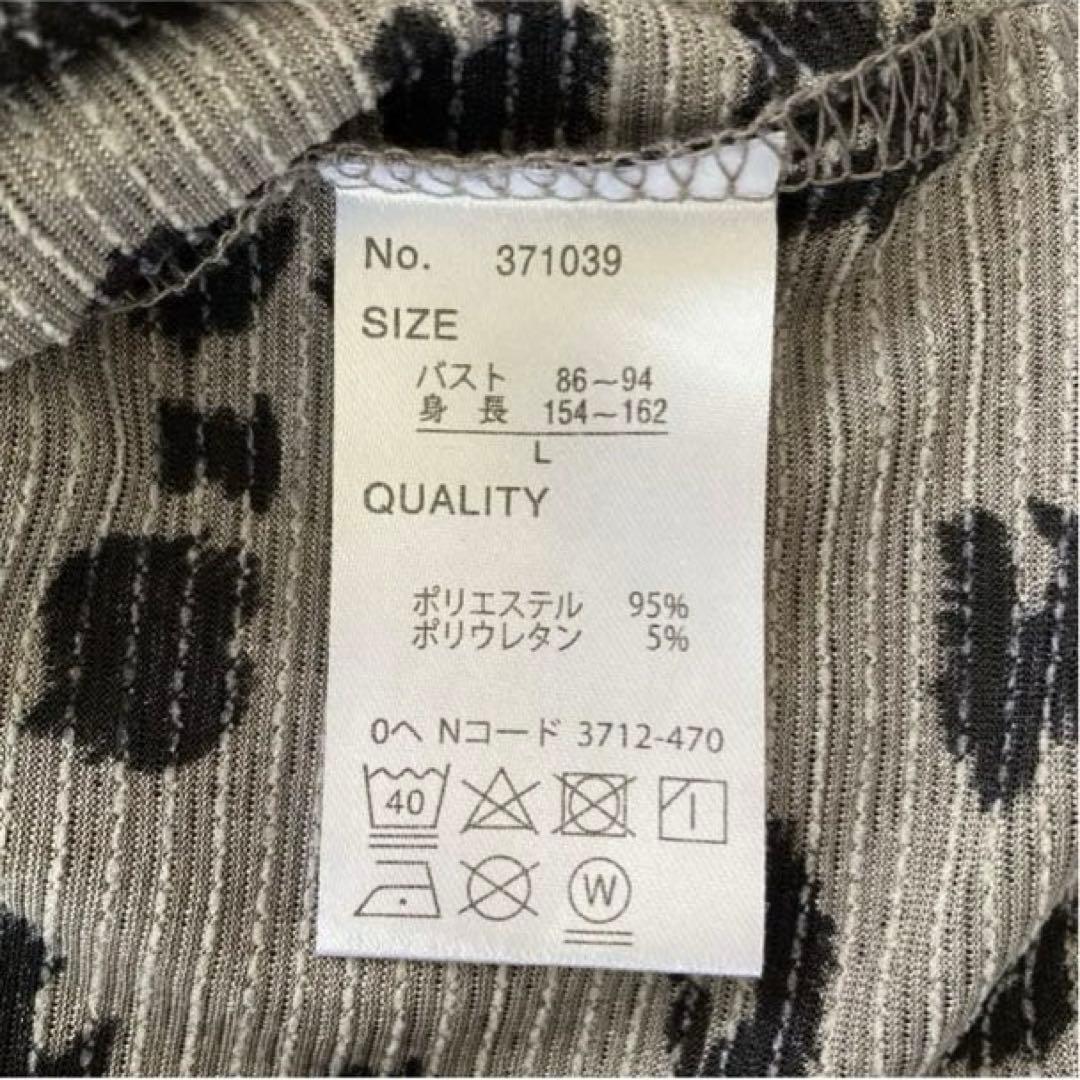 No. 371039
SIZE
バスト 86～94
身長 154～162
L
QUALITY
ポリエステル 95%
ポリウレタン 5%
0ヘ Nコード 3712-470
40
W